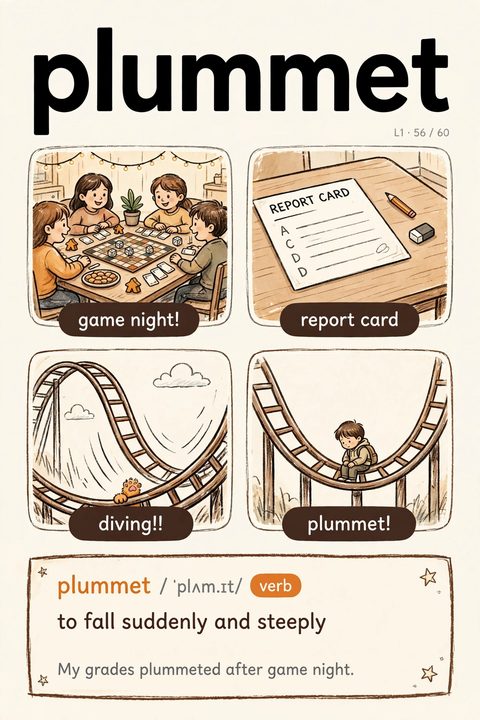 plummet
L1 · 56 / 60
game night!
REPORT CARD
A
C
D
D
report card
diving!!
plummet!
plummet / ˈplʌm.ɪt/ verb
to fall suddenly and steeply
My grades plummeted after game night.